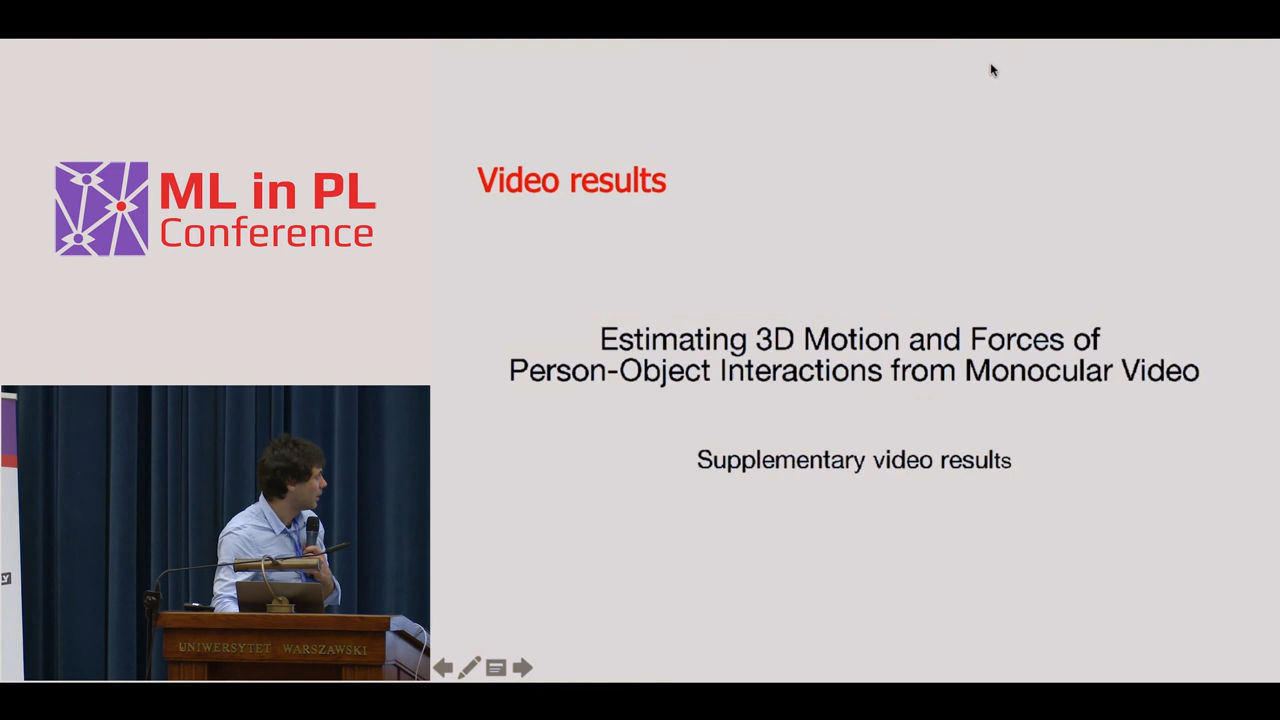 ML in PL
Conference
Video results
Estimating 3D Motion and Forces of
Person-Object Interactions from Monocular Video
Supplementary video results
UNIWERSYTET WARSZAWSKI